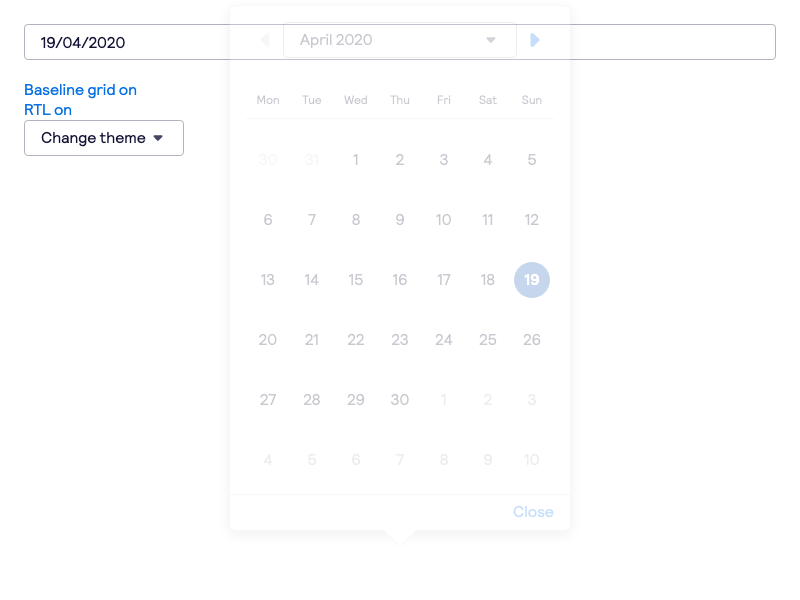 19/04/2020
April 2020
Baseline grid on
RTL on
Change theme
Mon Tue Wed Thu Fri Sat Sun
30 31 1 2 3 4 5
6 7 8 9 10 11 12
13 14 15 16 17 18 19
20 21 22 23 24 25 26
27 28 29 30 1 2 3
4 5 6 7 8 9 10
Close